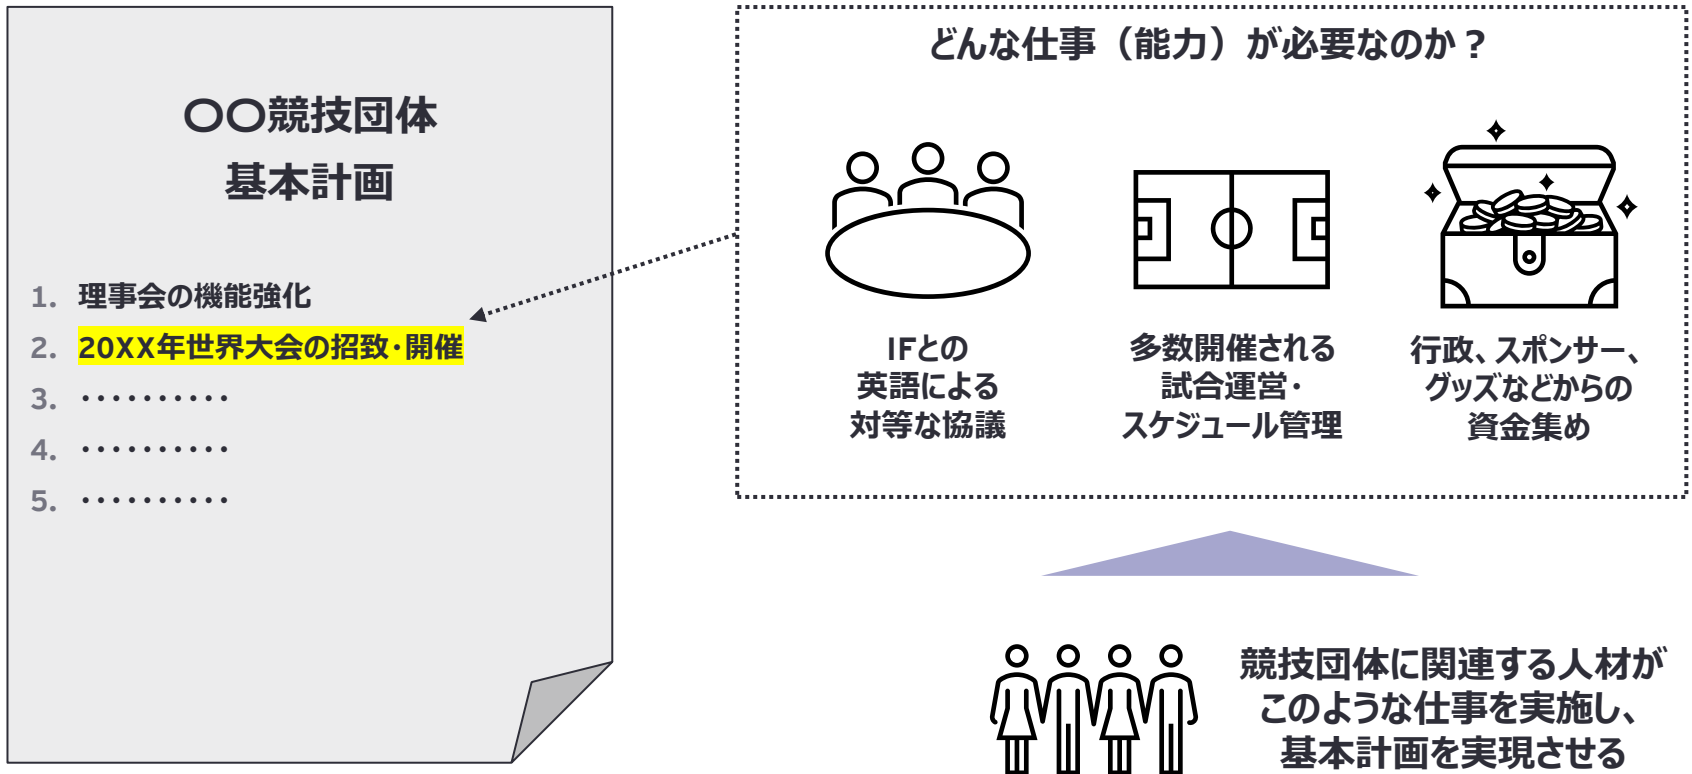 〇〇競技団体
基本計画
1. 理事会の機能強化
2. 20XX年世界大会の招致・開催
3. ・・・・・・・・・・
4. ・・・・・・・・・・
5. ・・・・・・・・・・
どんな仕事（能力）が必要なのか？
IFとの
英語による
対等な協議
多数開催される
試合運営・
スケジュール管理
行政、スポンサー、
グッズなどからの
資金集め
競技団体に関連する人材が
このような仕事を実施し、
基本計画を実現させる